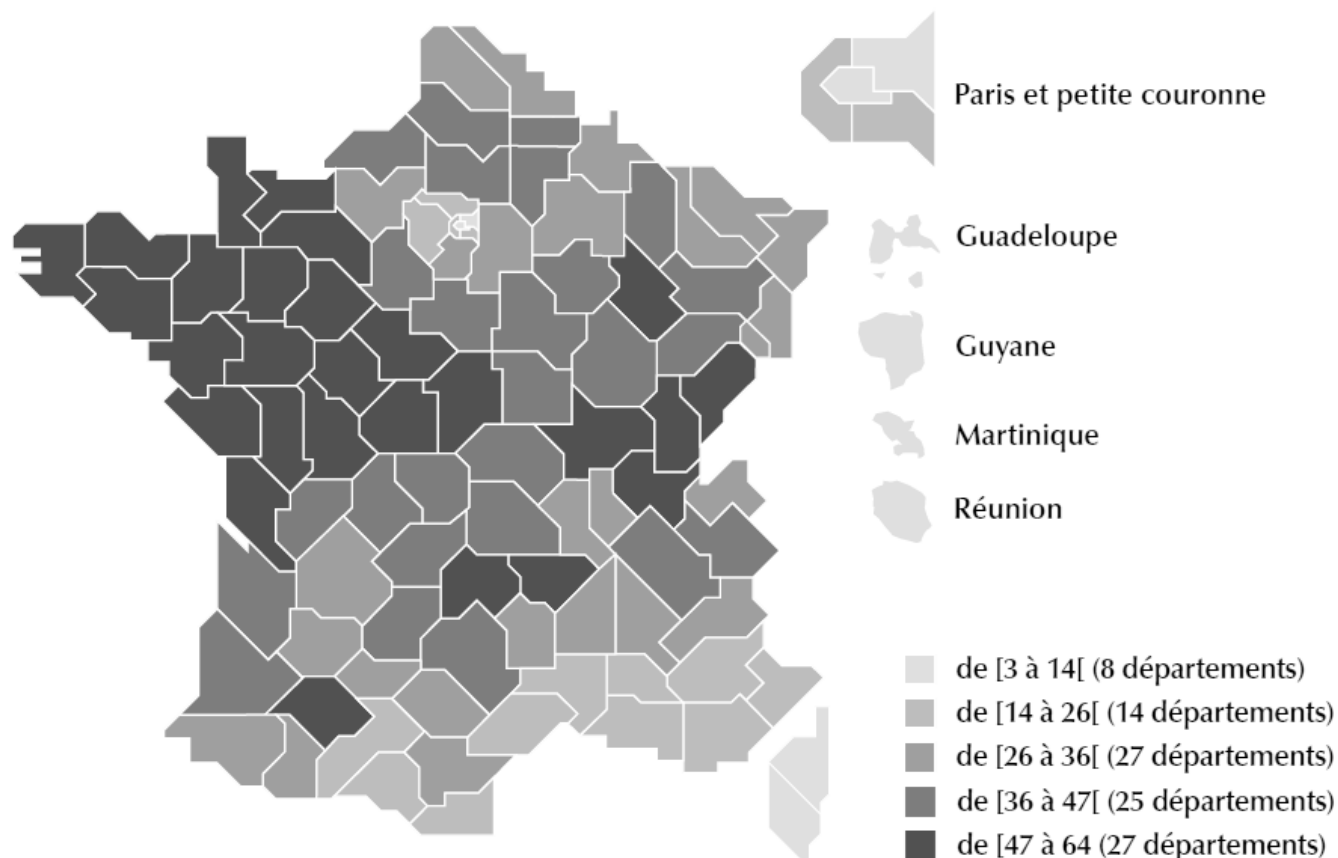 Paris et petite couronne
Guadeloupe
Guyane
Martinique
Réunion
de [3 à 14[ (8 départements)
de [14 à 26[ (14 départements)
de [26 à 36[ (27 départements)
de [36 à 47[ (25 départements)
de [47 à 64 (27 départements)